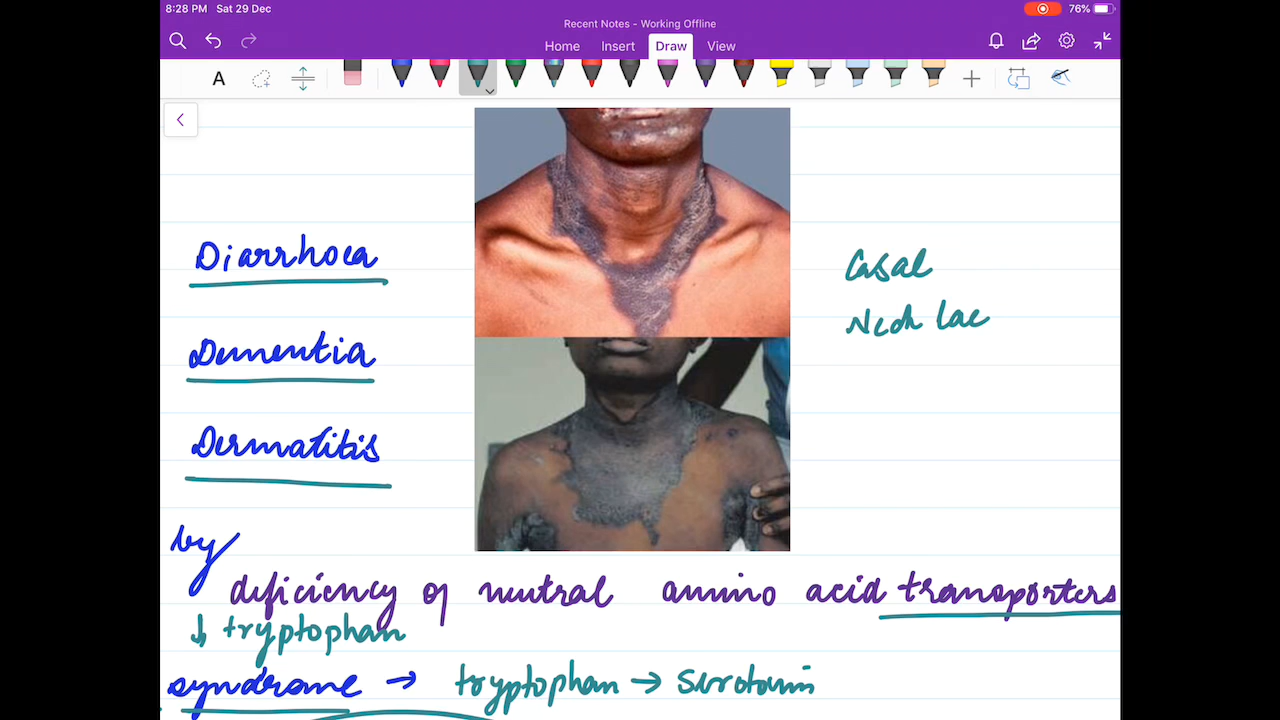 8:28 PM Sat 29 Dec
76%
Recent Notes - Working Offline
Home Insert Draw View
A
Diarrhoea
Dementia
Dermatitis
Casal
Neck lac
by
deficiency of neutral amino acid transporters
↓ tryptophan
syndrome → tryptophan → Serotonin